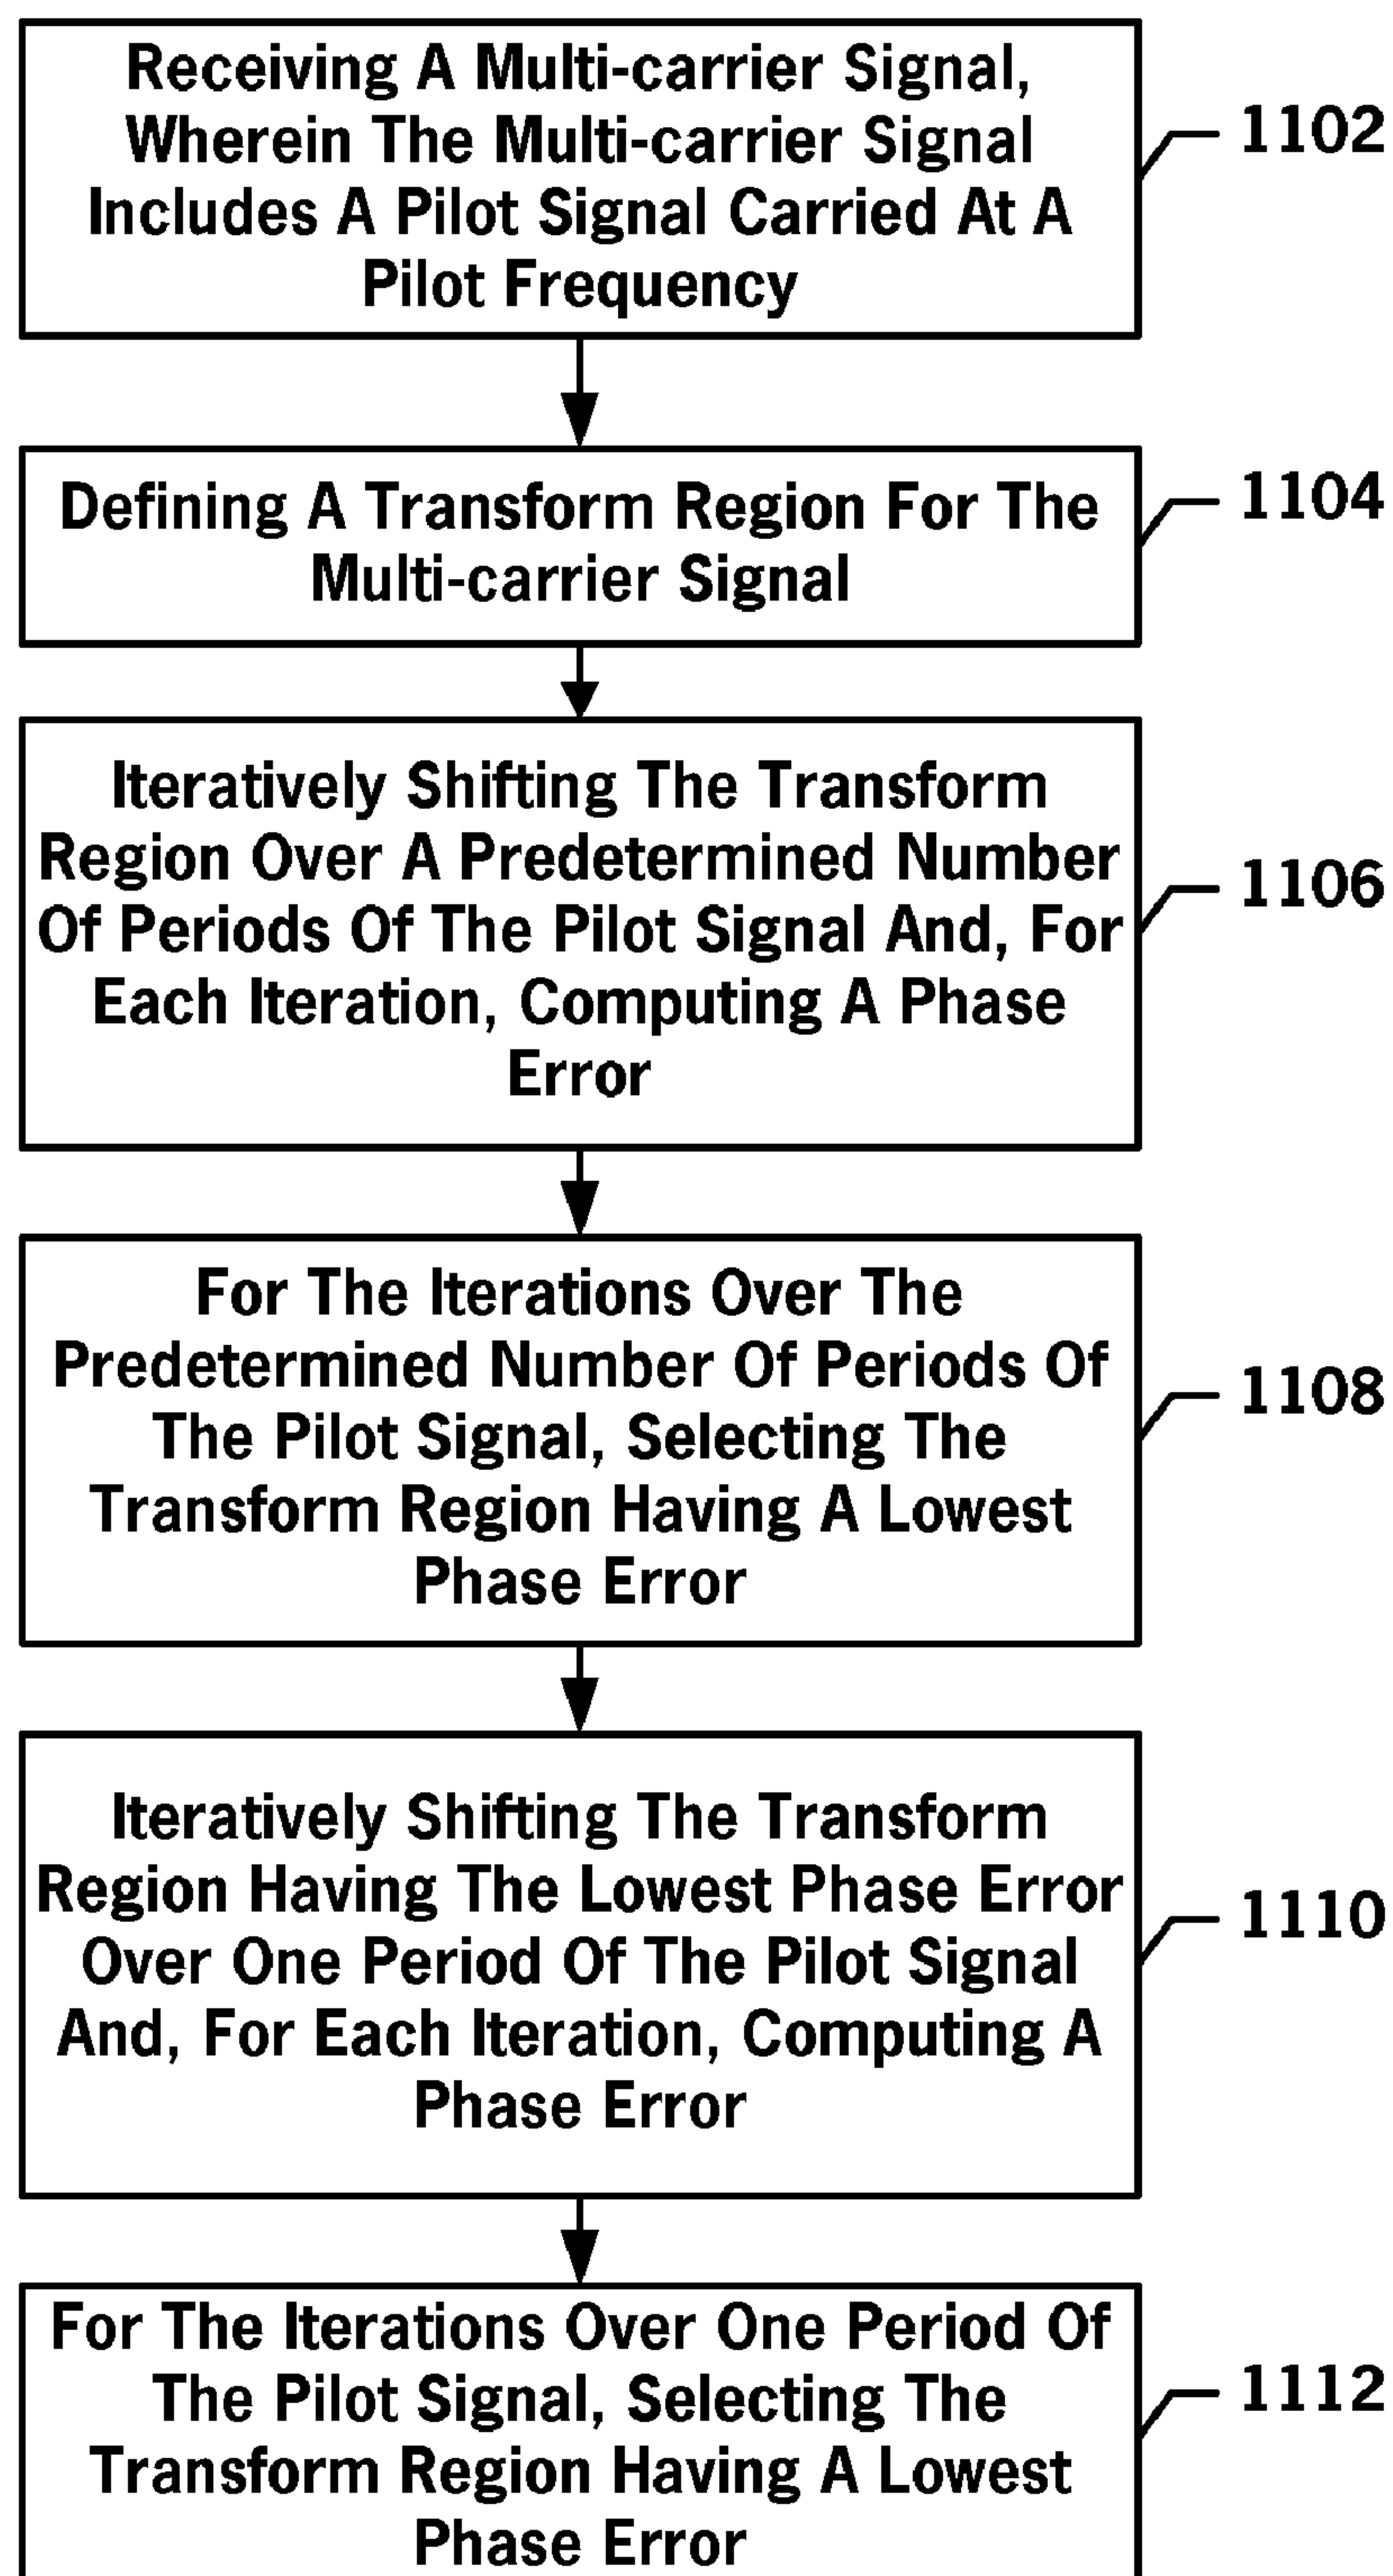 Receiving A Multi-carrier Signal,
Wherein The Multi-carrier Signal
Includes A Pilot Signal Carried At A
Pilot Frequency
1102
Defining A Transform Region For The
Multi-carrier Signal
1104
Iteratively Shifting The Transform
Region Over A Predetermined Number
Of Periods Of The Pilot Signal And, For
Each Iteration, Computing A Phase
Error
1106
For The Iterations Over The
Predetermined Number Of Periods Of
The Pilot Signal, Selecting The
Transform Region Having A Lowest
Phase Error
1108
Iteratively Shifting The Transform
Region Having The Lowest Phase Error
Over One Period Of The Pilot Signal
And, For Each Iteration, Computing A
Phase Error
1110
For The Iterations Over One Period Of
The Pilot Signal, Selecting The
Transform Region Having A Lowest
Phase Error
1112